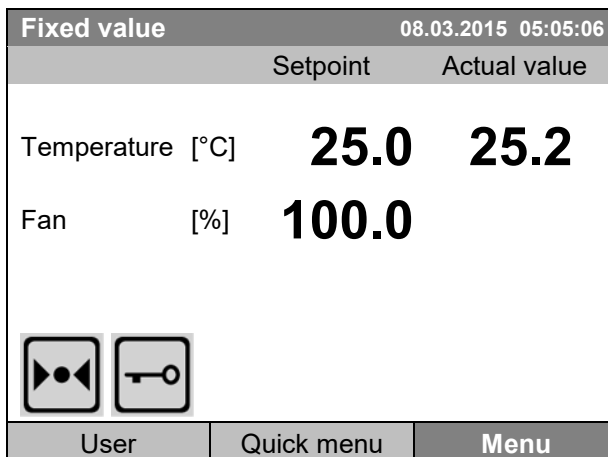 Fixed value 08.03.2015 05:05:06
Setpoint Actual value
Temperature [°C] 25.0 25.2
Fan [%] 100.0
User Quick menu Menu